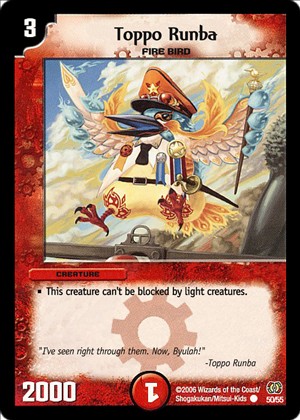 3
Toppo Runba
FIRE BIRD
CREATURE
This creature can't be blocked by light creatures.
"I've seen right through them. Now, Byulah!"
-Toppo Runba
2000
1
©2006 Wizards of the Coast/
Shogakukan/Mitsui-Kids
50/55